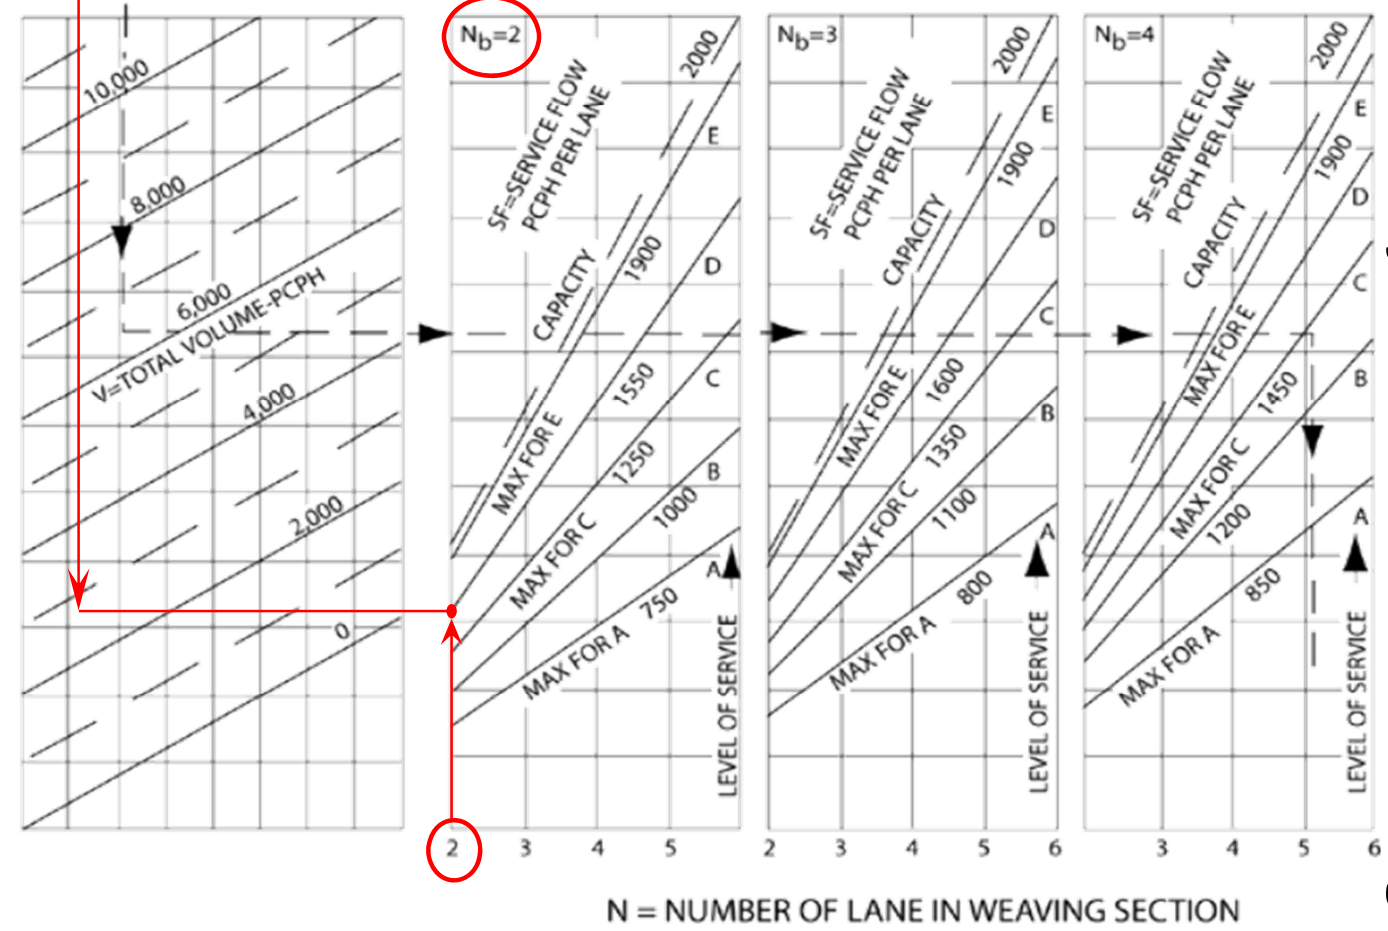 10,000
8,000
6,000
V=TOTAL VOLUME-PCPH
4,000
2,000
0
Nb=2
2000
SF=SERVICE FLOW
PCPH PER LANE
E
CAPACITY
1900
D
MAX FOR E
1550
C
1250
B
MAX FOR C
1000
A
750
MAX FOR A
LEVEL OF SERVICE
2 3 4 5
Nb=3
2000
SF=SERVICE FLOW
PCPH PER LANE
E
1900
CAPACITY
D
C
MAX FOR E
1600
B
1350
MAX FOR C
1100
A
800
MAX FOR A
LEVEL OF SERVICE
2 3 4 5 6
Nb=4
2000
SF=SERVICE FLOW
PCPH PER LANE
E
1900
D
CAPACITY
C
MAX FOR E
B
1450
MAX FOR C
1200
A
850
MAX FOR A
LEVEL OF SERVICE
3 4 5 6
N = NUMBER OF LANE IN WEAVING SECTION